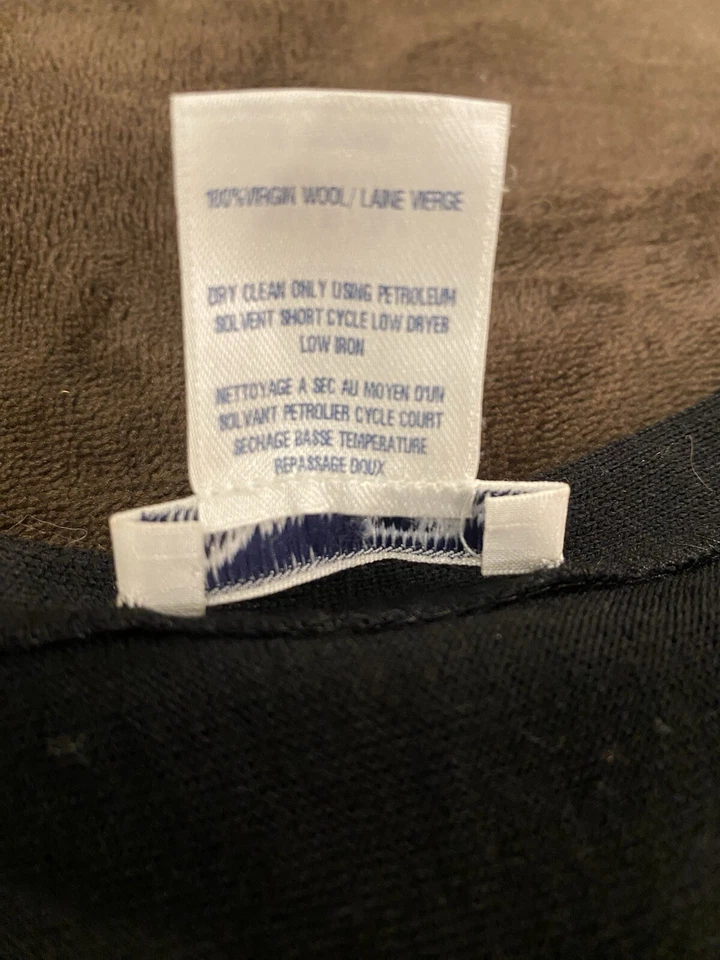 100% VIRGIN WOOL/ LAINE VIERGE
DRY CLEAN ONLY USING PETROLEUM
SOLVENT SHORT CYCLE LOW DRYER
LOW IRON
NETTOYAGE A SEC AU MOYEN D'UN
SOLVANT PETROLIER CYCLE COURT
SECHAGE BASSE TEMPERATURE
REPASSAGE DOUX